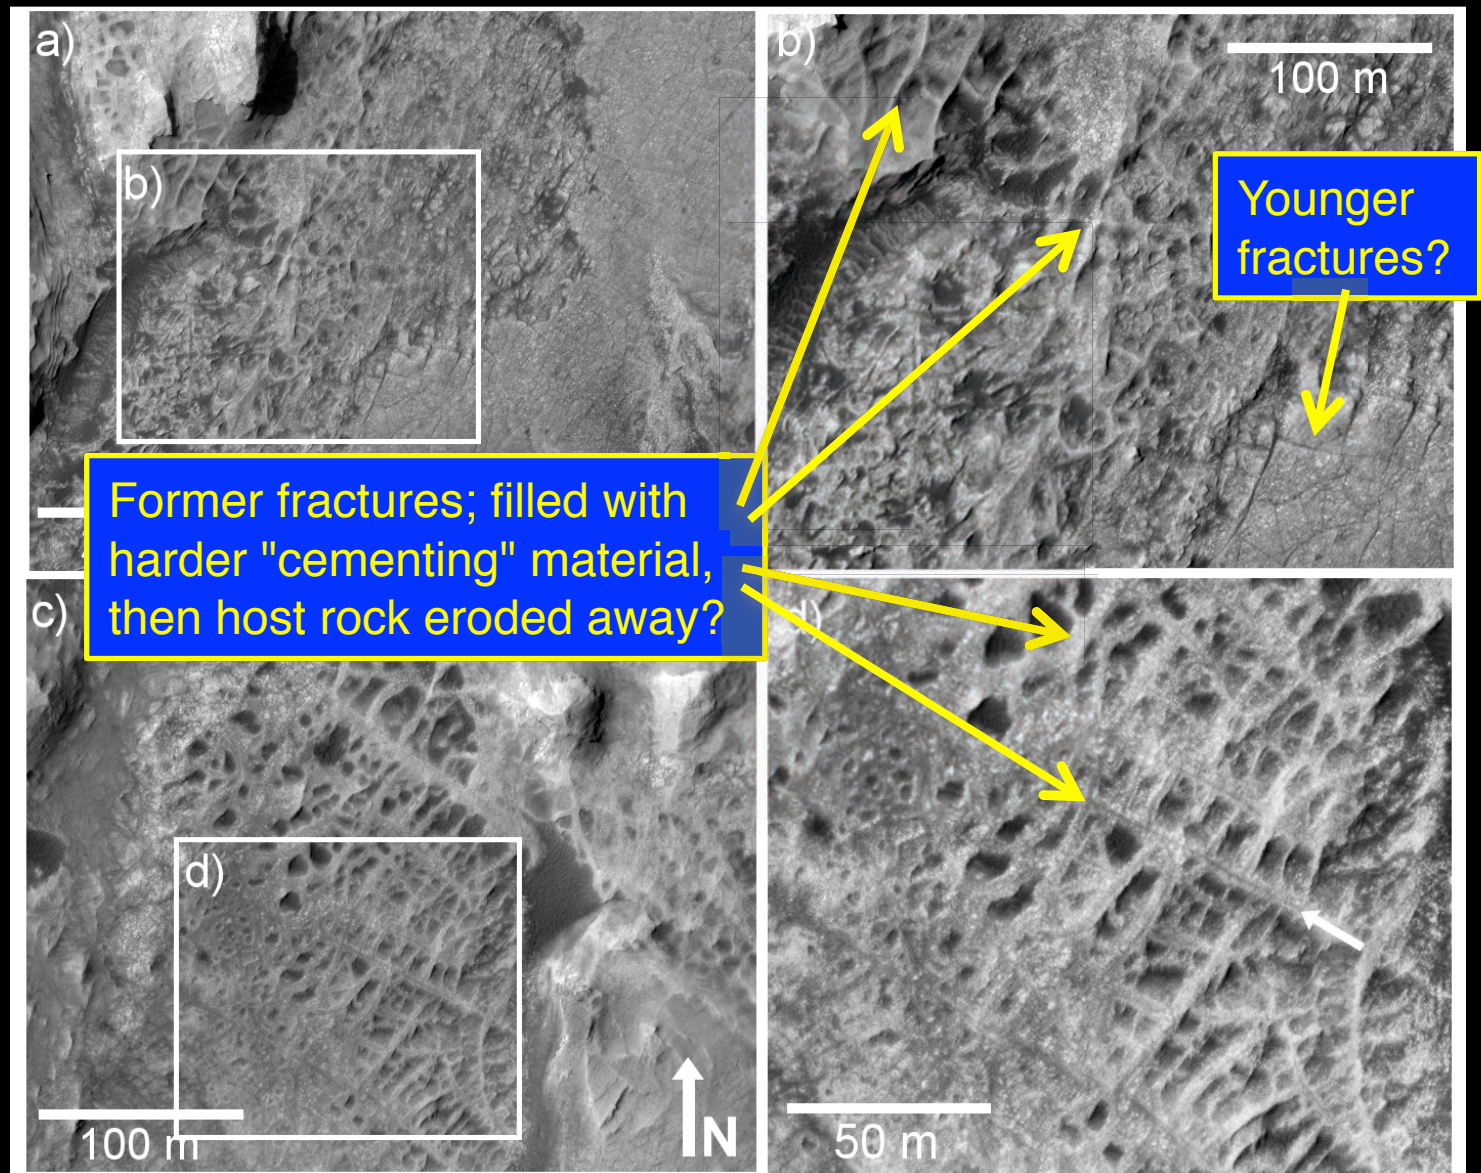 a)
b)
100 m
b)
Younger
fractures?
Former fractures; filled with
harder "cementing" material,
then host rock eroded away?
c)
d)
d)
100 m
N
50 m